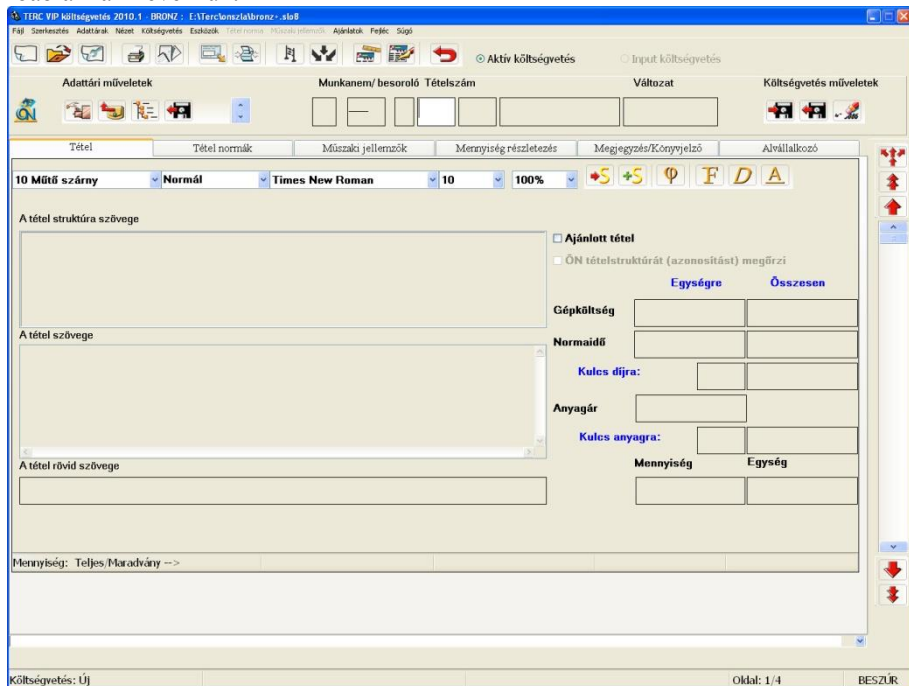 TERC VIP költségvetés 2010.1 - BRONZ : E:\Terc\onszla\bronz-.slo8
Fájl Szerkesztés Adattárak Nézet Költségvetés Eszközök Tétel norma Műszaki jellemzők Ajánlatok Fejléc Súgó
Aktív költségvetés Input költségvetés
Adattári műveletek Munkanem/ besoroló Tételszám Változat Költségvetés műveletek
ÖN
Tétel Tétel normák Műszaki jellemzők Mennyiség részletezés Megjegyzés/Könyvjelző Alvállalkozó
10 Műtő szárny Normál Times New Roman 10 100% S +S φ F D A
A tétel struktúra szövege
Ajánlott tétel
ÖN tételstruktúrát (azonosítást) megőrzi
Egységre Összesen
Gépköltség
A tétel szövege
Normaidő
Kulcs díjra:
Anyagár
Kulcs anyagra:
A tétel rövid szövege
Mennyiség Egység
Mennyiség: Teljes/Maradvány -->
Költségvetés: Új Oldal: 1/4 BESZÚR